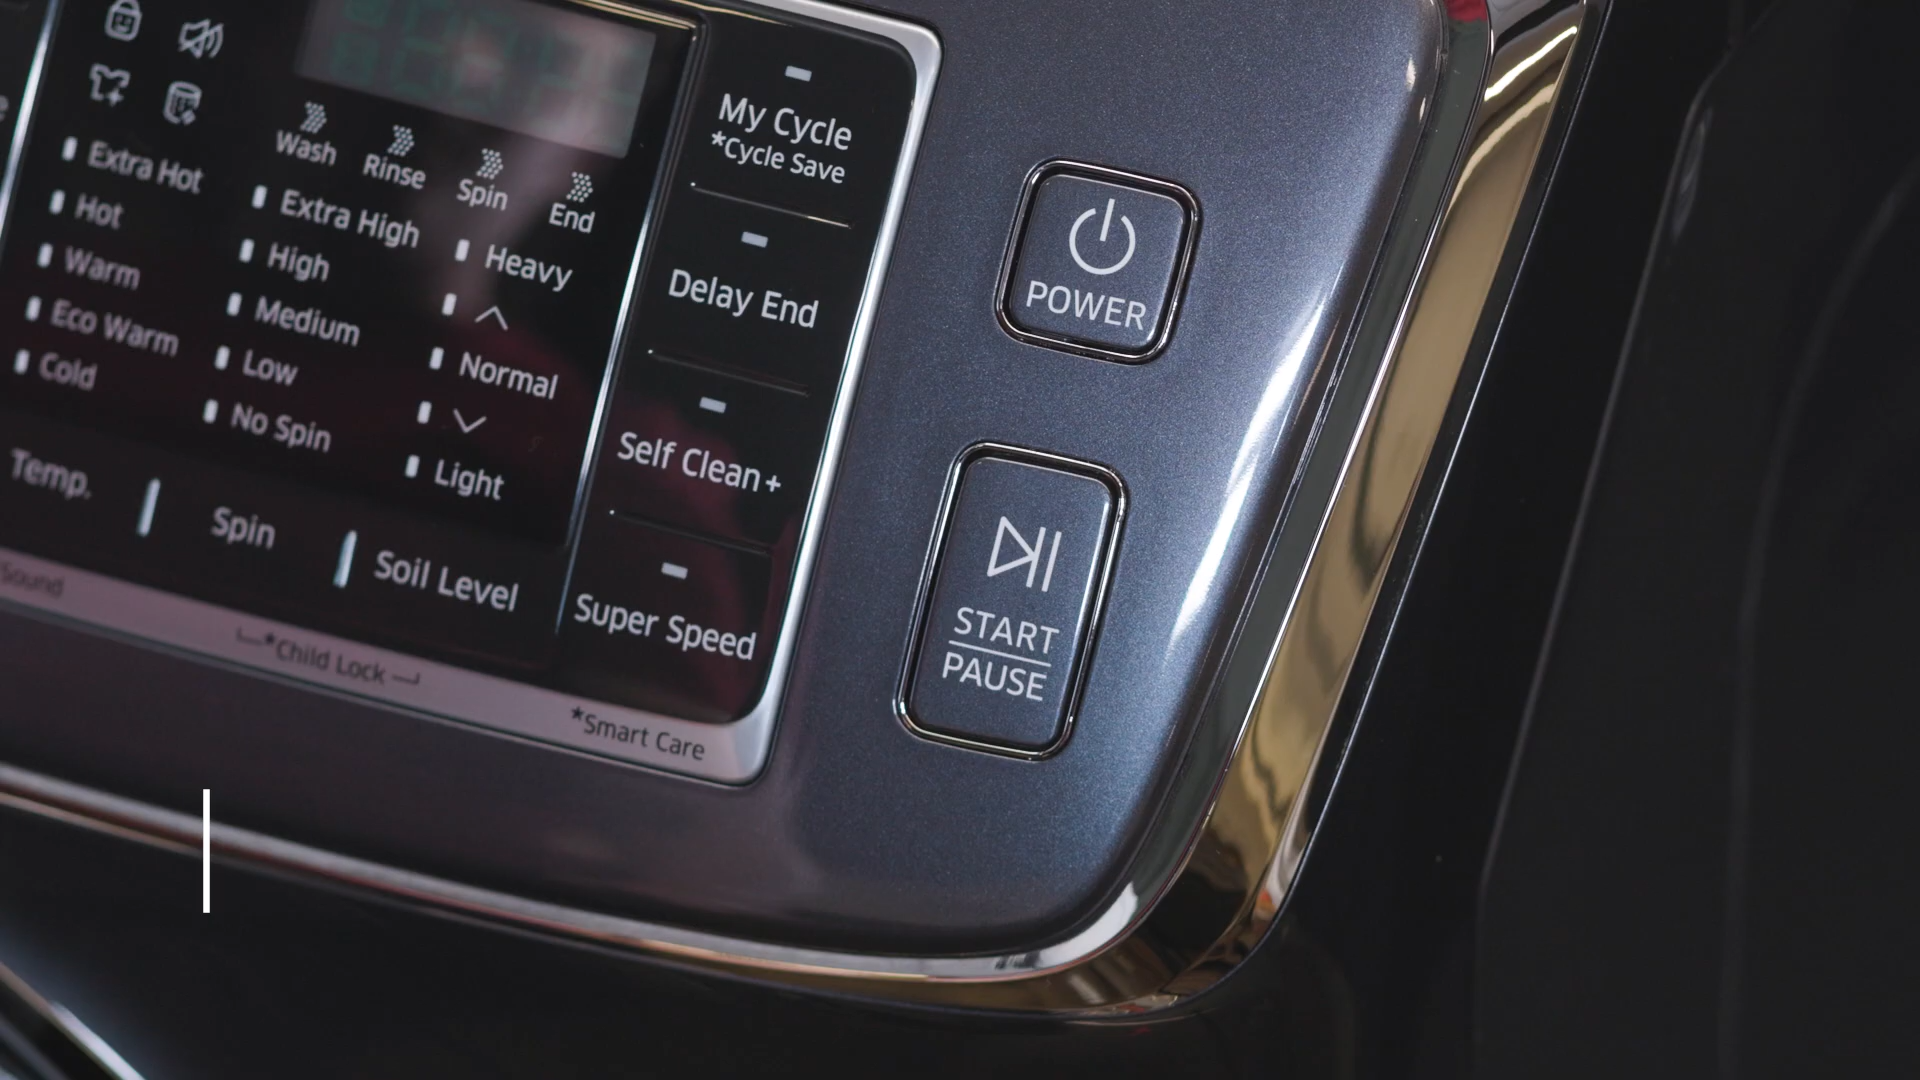 Wash
Rinse
Spin
End
Extra Hot
Hot
Warm
Eco Warm
Cold
Temp.
Extra High
High
Medium
Low
No Spin
Spin
Heavy
Normal
Light
Soil Level
My Cycle
*Cycle Save
Delay End
Self Clean+
Super Speed
Sound
*Child Lock
*Smart Care
POWER
START
PAUSE